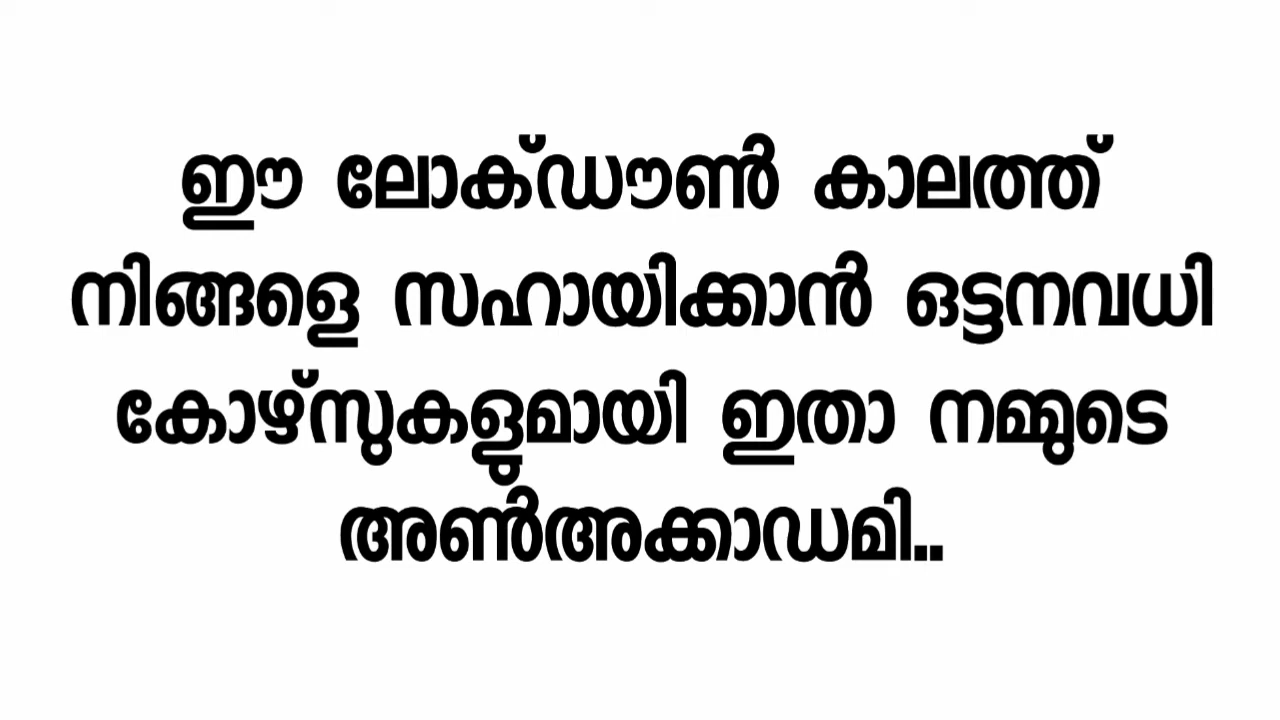 ഈ ലോക്ഡൗൺ കാലത്ത്
നിങ്ങളെ സഹായിക്കാൻ ഒട്ടനവധി
കോഴ്സുകളുമായി ഇതാ നമ്മുടെ
അൺഅക്കാഡമി..